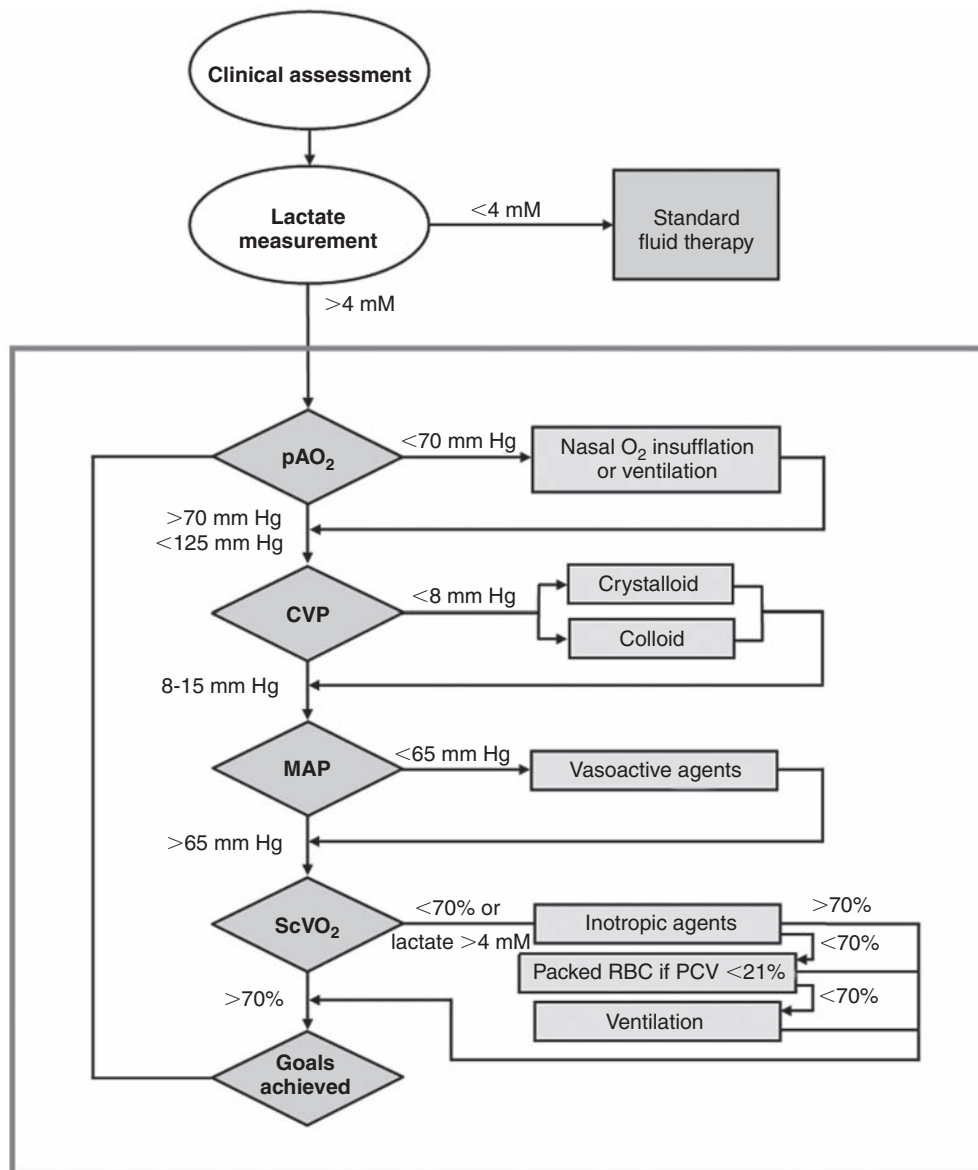 Clinical assessment
Lactate
measurement
<4 mM
Standard
fluid therapy
>4 mM
pAO₂
<70 mm Hg
Nasal O₂ insufflation
or ventilation
>70 mm Hg
<125 mm Hg
CVP
<8 mm Hg
Crystalloid
Colloid
8-15 mm Hg
MAP
<65 mm Hg
Vasoactive agents
>65 mm Hg
ScVO₂
<70% or
lactate >4 mM
Inotropic agents
>70%
<70%
Packed RBC if PCV <21%
<70%
Ventilation
>70%
Goals
achieved